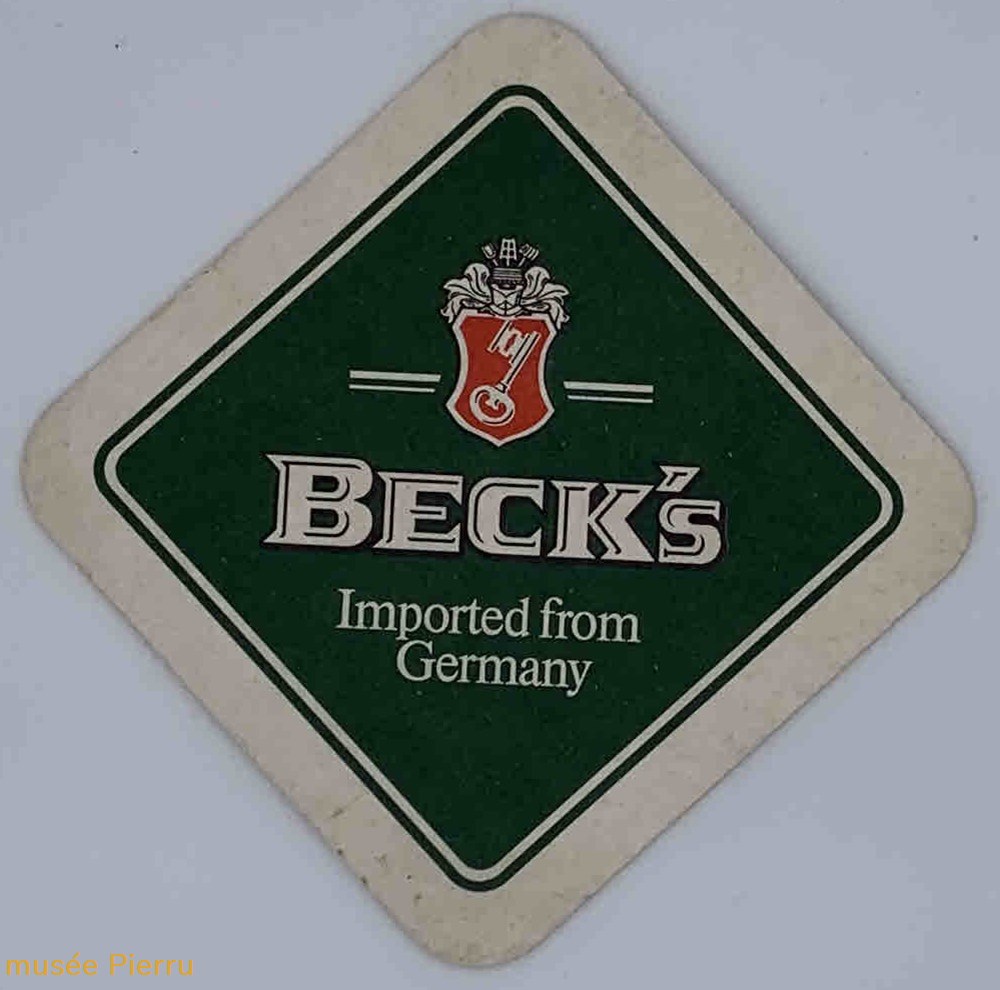 BECK's
Imported from
Germany
musée Pierru